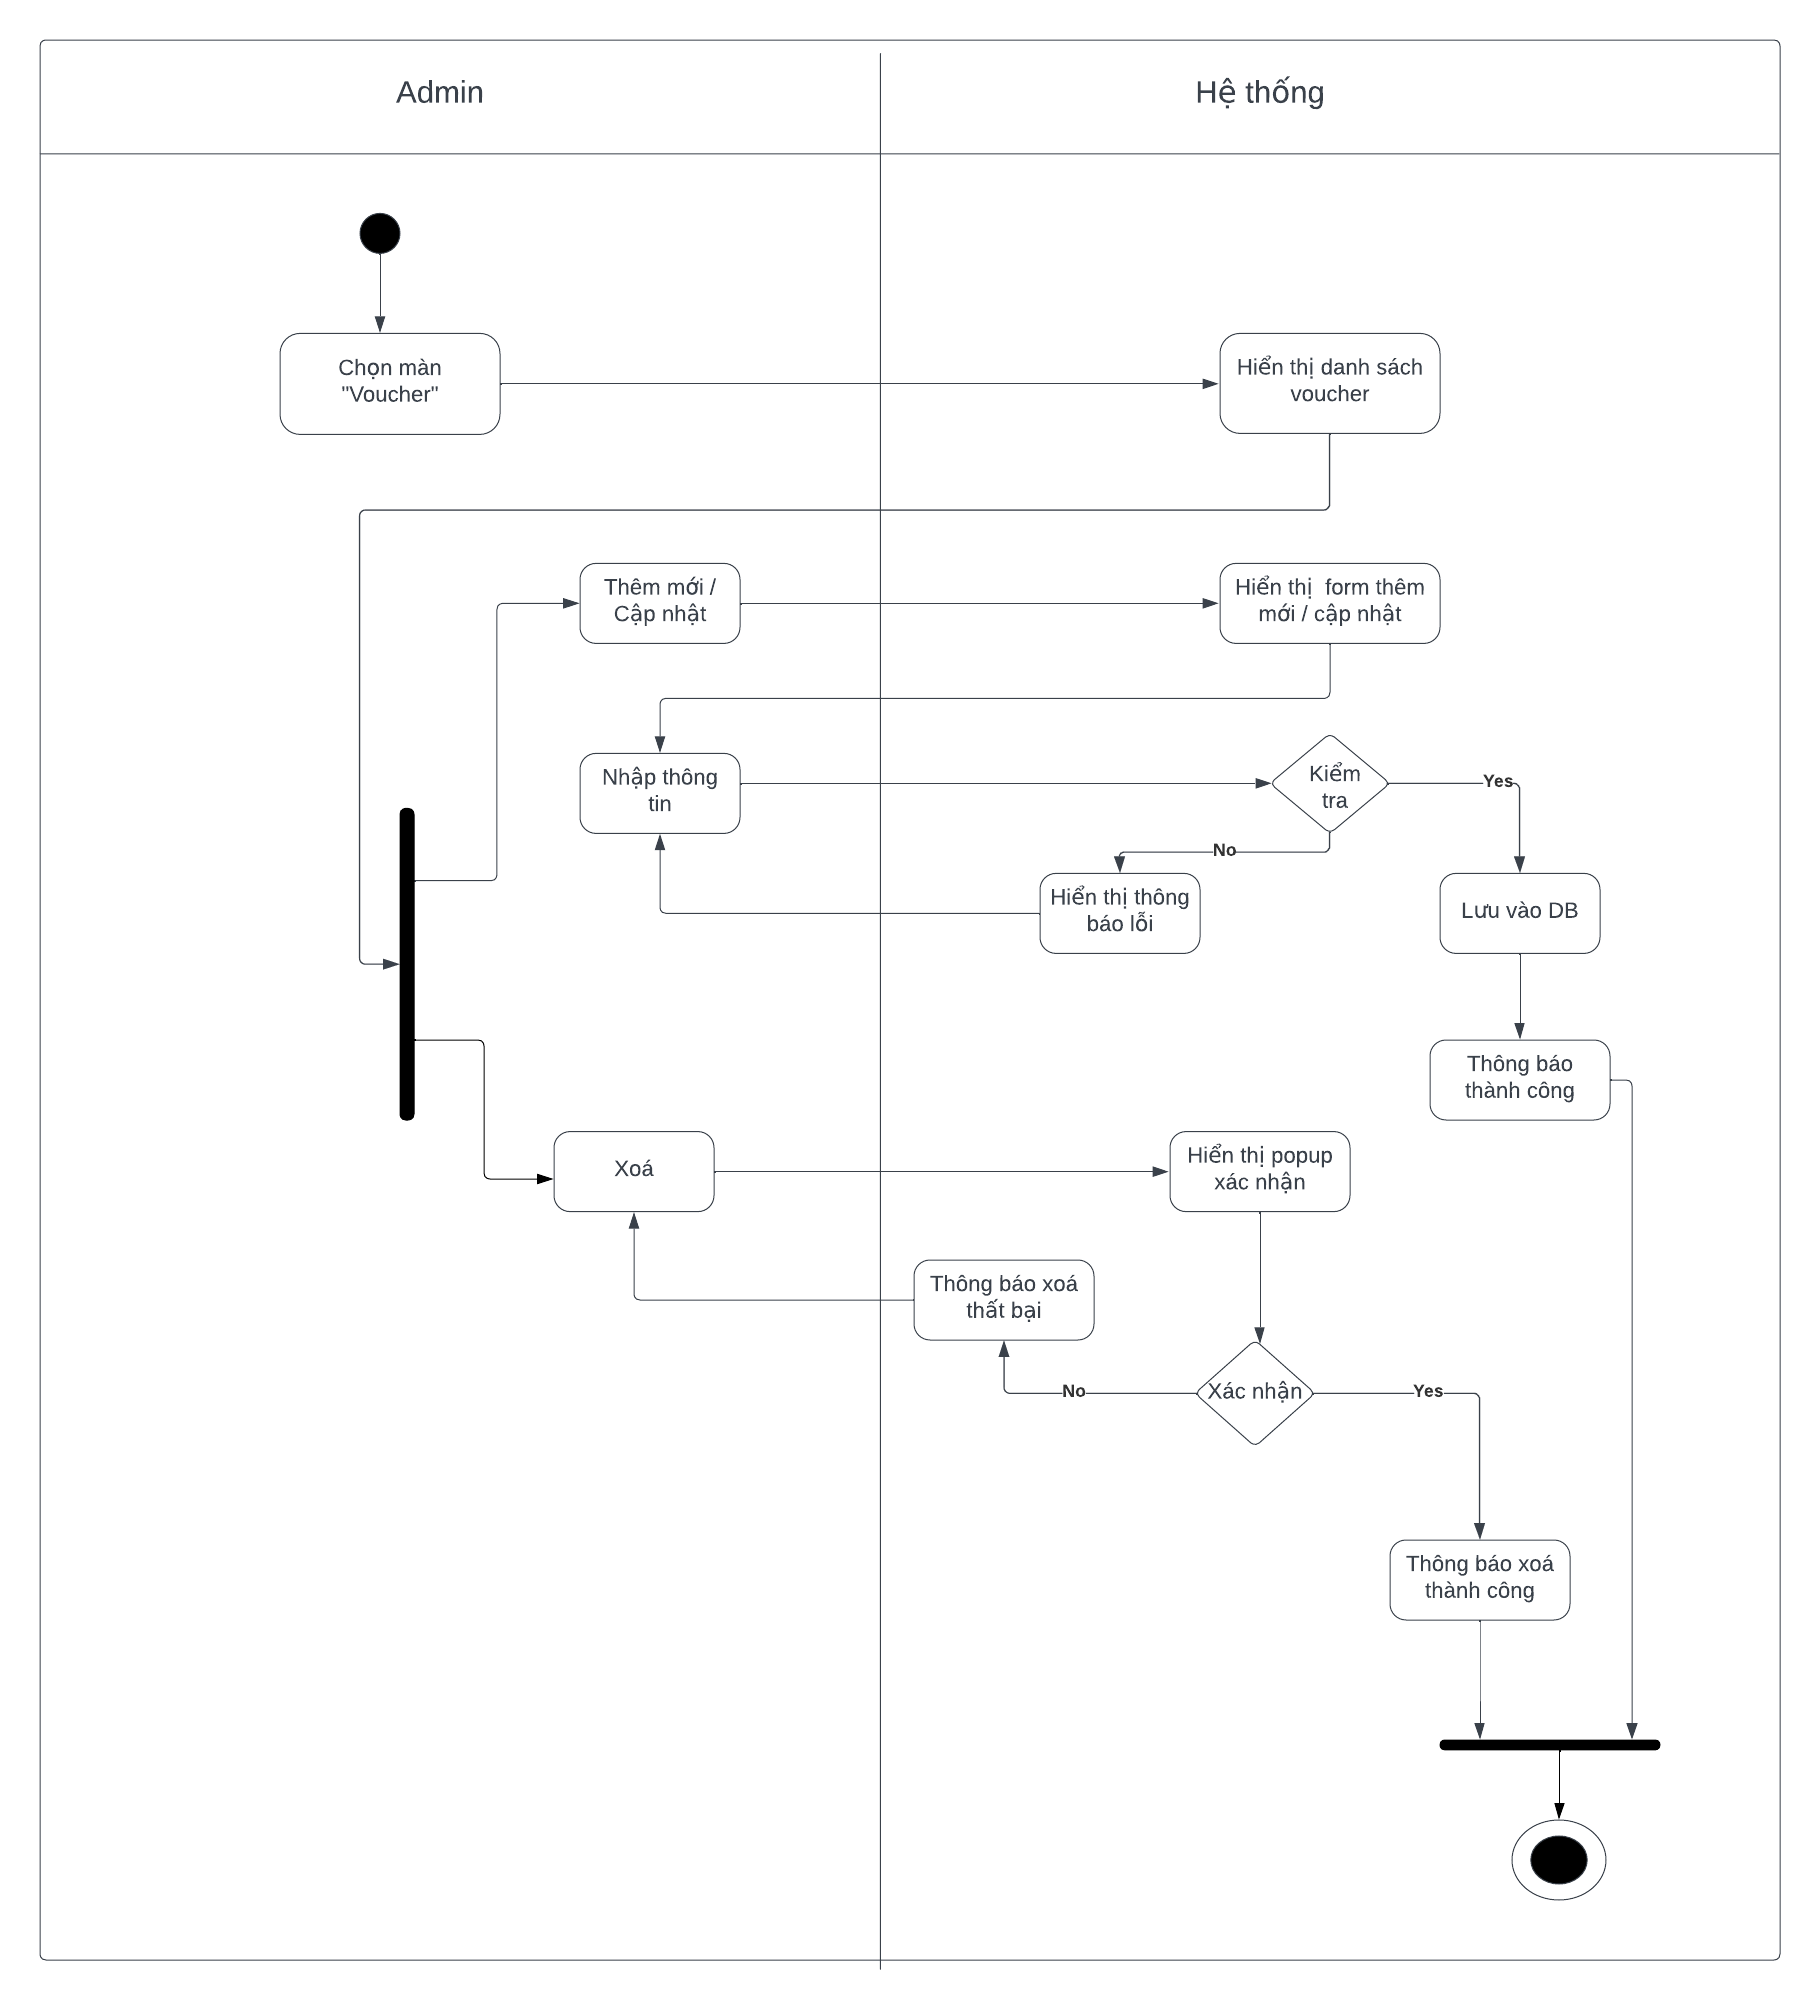 Admin
Hệ thống
Chọn màn
"Voucher"
Hiển thị danh sách
voucher
Thêm mới /
Cập nhật
Hiển thị  form thêm
mới / cập nhật
Nhập thông
tin
Kiểm
tra
Yes
No
Hiển thị thông
báo lỗi
Lưu vào DB
Thông báo
thành công
Xoá
Hiển thị popup
xác nhận
Thông báo xoá
thất bại
No
Xác nhận
Yes
Thông báo xoá
thành công